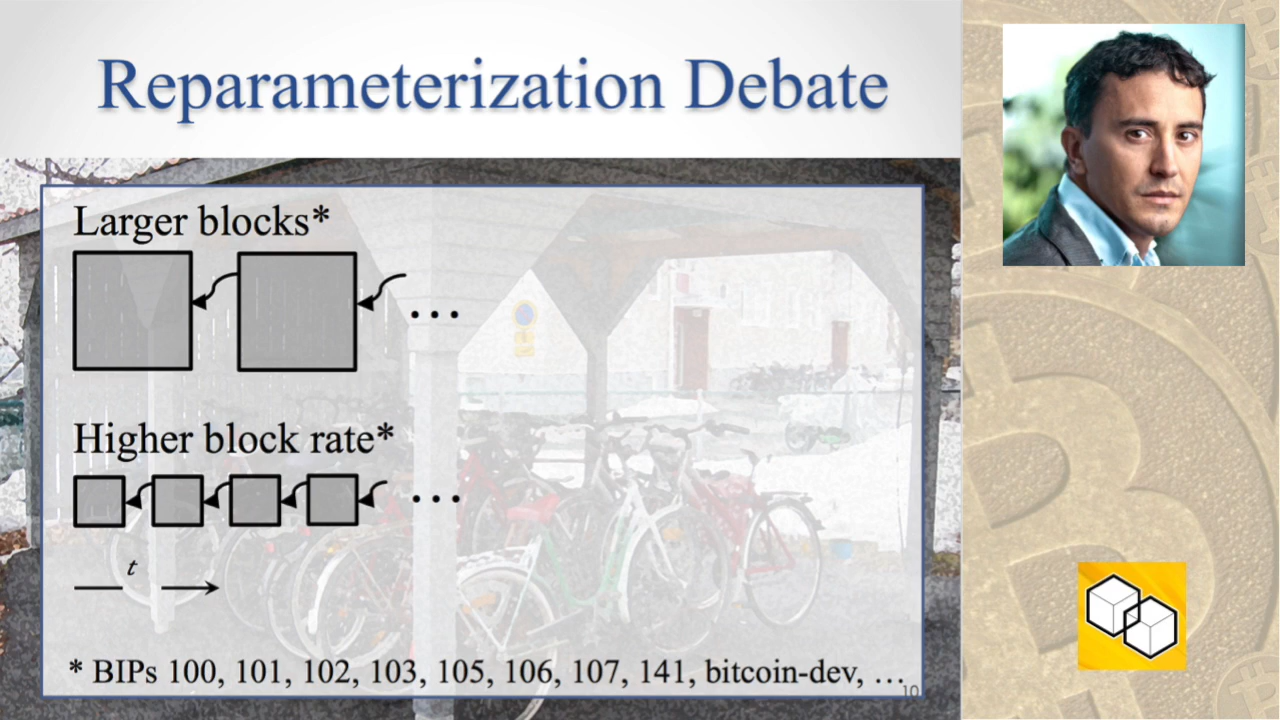 Reparameterization Debate
Larger blocks*
...
Higher block rate*
...
t
* BIPs 100, 101, 102, 103, 105, 106, 107, 141, bitcoin-dev, ...
10